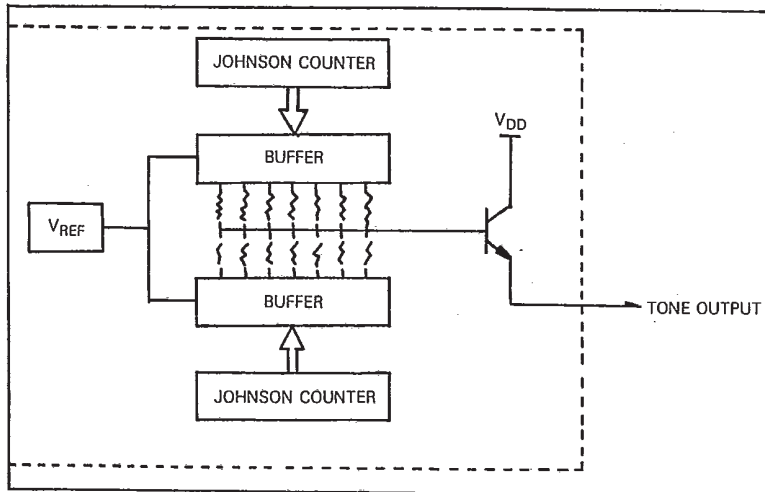 JOHNSON COUNTER
BUFFER
VDD
VREF
BUFFER
TONE OUTPUT
JOHNSON COUNTER